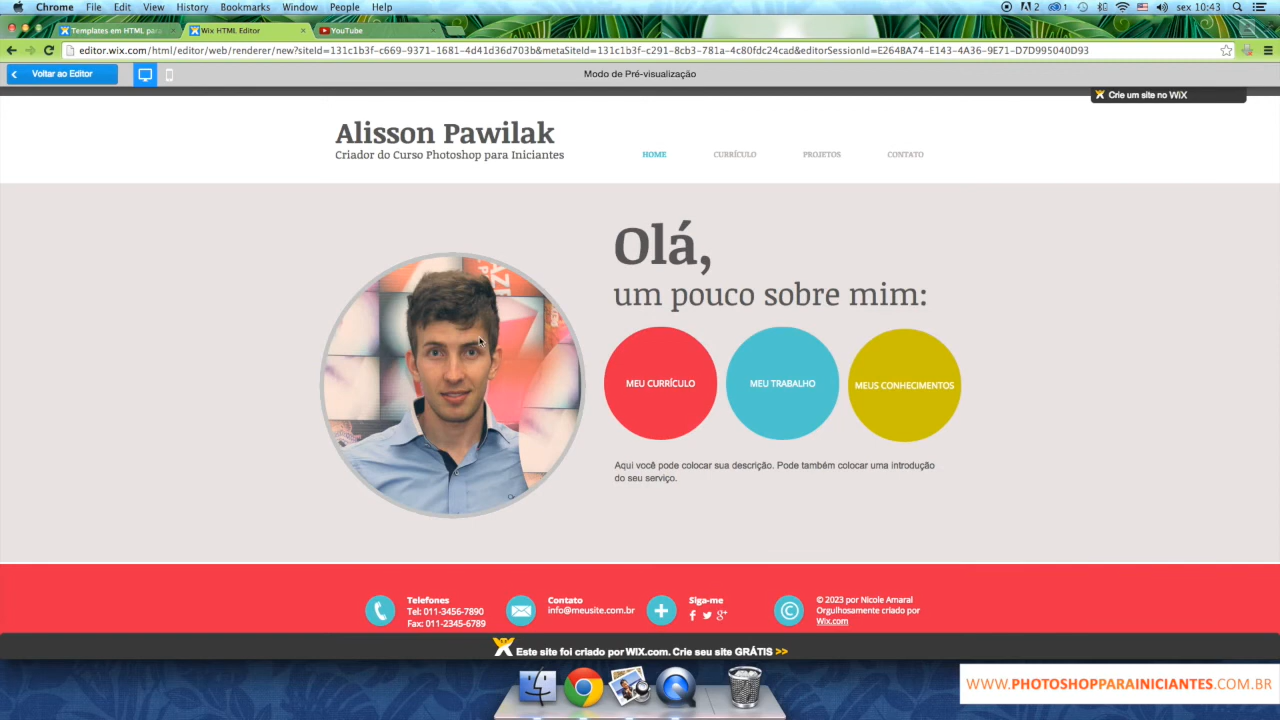 Chrome File Edit View History Bookmarks Window People Help
2 1 sex 10:43
Templates em HTML para
Wix HTML Editor
YouTube
editor.wix.com/html/editor/web/renderer/new?siteId=131c1b3f-c669-9371-1681-4d41d36d703b&metaSiteId=131c1b3f-c291-8cb3-781a-4c80fdc24cad&editorSessionId=E264BA74-E143-4A36-9E71-D7D995040D93
Voltar ao Editor
Modo de Pré-visualização
Crie um site no WiX
Alisson Pawilak
Criador do Curso Photoshop para Iniciantes
HOME CURRÍCULO PROJETOS CONTATO
Olá,
um pouco sobre mim:
MEU CURRÍCULO
MEU TRABALHO
MEUS CONHECIMENTOS
Aqui você pode colocar sua descrição. Pode também colocar uma introdução
do seu serviço.
Telefones
Tel: 011-3456-7890
Fax: 011-2345-6789
Contato
info@meusite.com.br
Siga-me
© 2023 por Nicole Amaral
Orgulhosamente criado por
Wix.com
Este site foi criado por WIX.com. Crie seu site GRÁTIS >>
WWW.PHOTOSHOPPARAINICIANTES.COM.BR